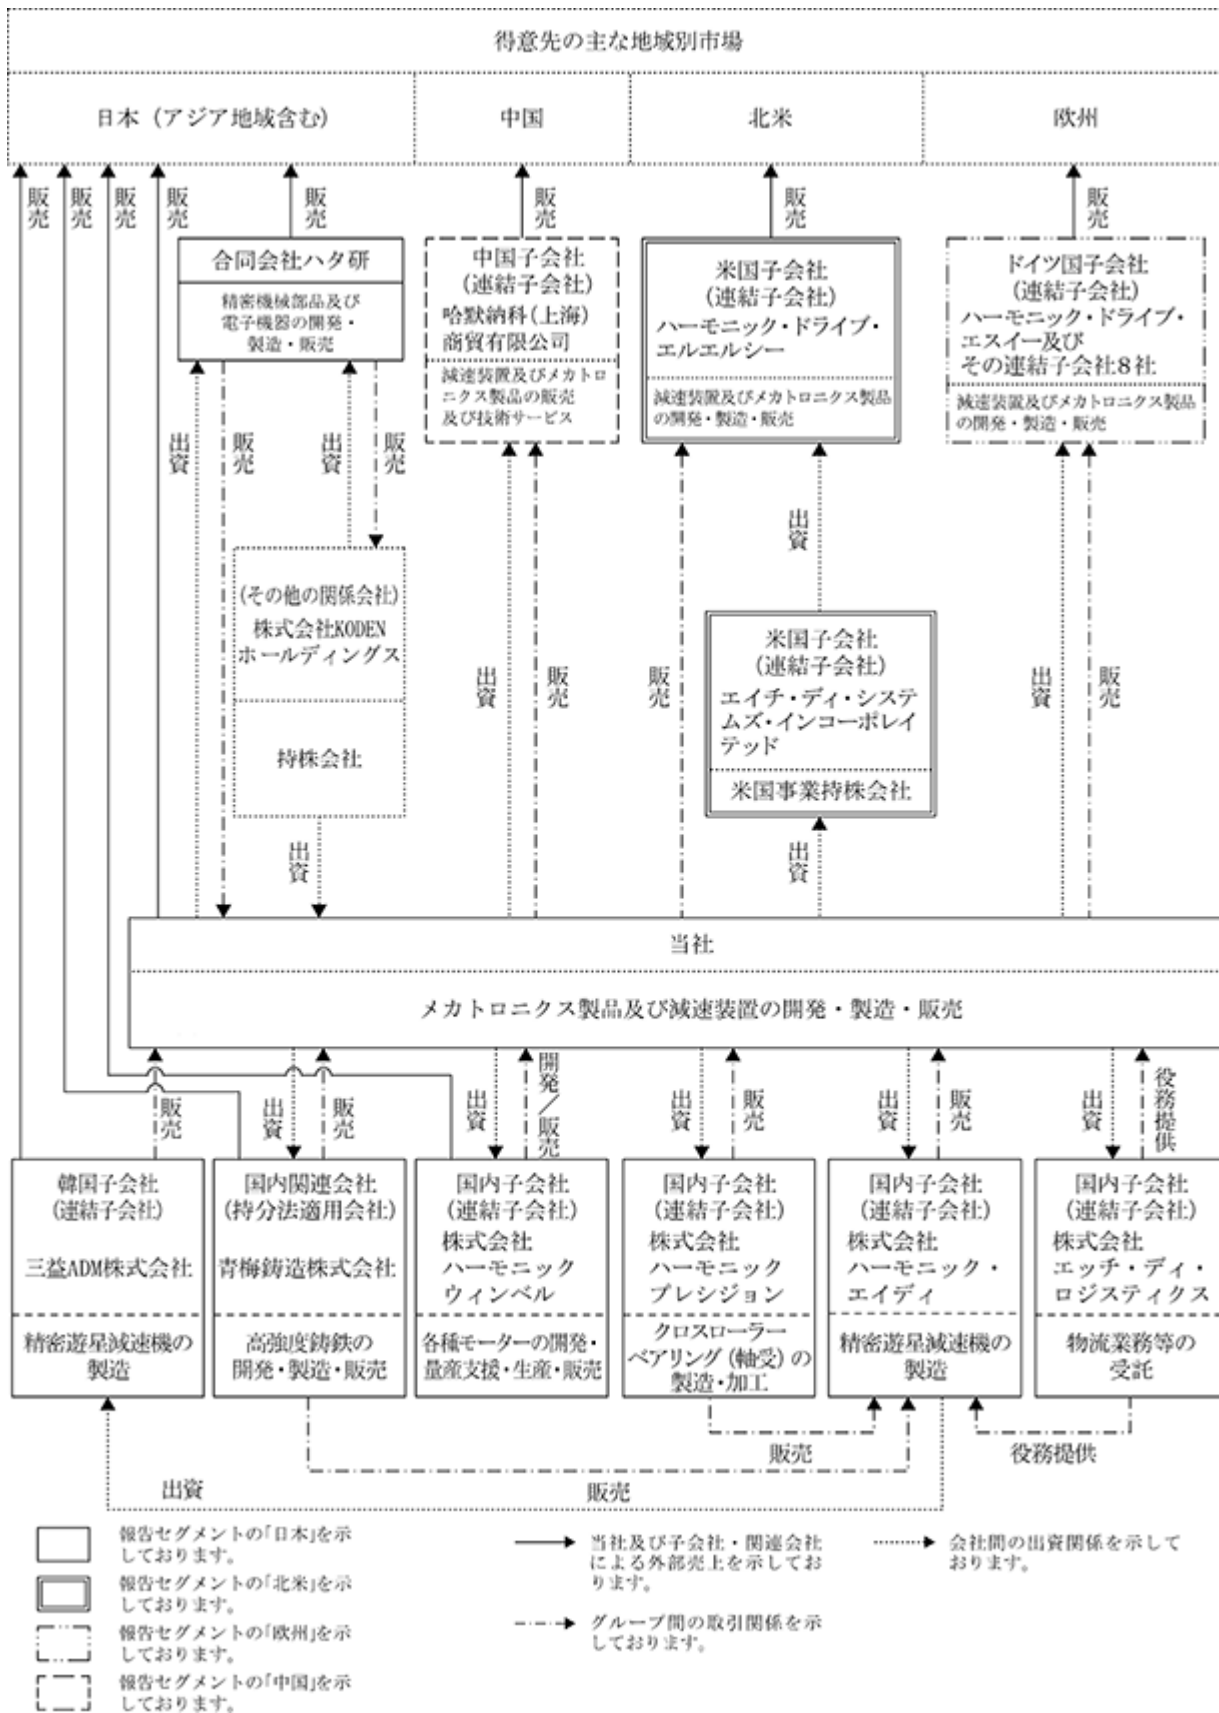 得意先の主な地域別市場
日本(アジア地域含む)
中国
北米
欧州
販売
販売
販売
販売
販売
販売
販売
販売
合同会社ハタ研
精密機械部品及び
電子機器の開発・
製造・販売
中国子会社
(連結子会社)
哈默納科(上海)
商貿有限公司
減速装置及びメカトロ
ニクス製品の販売
及び技術サービス
米国子会社
(連結子会社)
ハーモニック・ドライブ・
エルエルシー
減速装置及びメカトロニクス製品
の開発・製造・販売
ドイツ国子会社
(連結子会社)
ハーモニック・ドライブ・
エスイー及び
その連結子会社8社
減速装置及びメカトロニクス製品
の開発・製造・販売
出資
販売
出資
販売
出資
(その他の関係会社)
株式会社KODEN
ホールディングス
持株会社
出資
販売
販売
米国子会社
(連結子会社)
エイチ・ディ・システ
ムズ・インコーポレイ
テッド
米国事業持株会社
出資
販売
出資
出資
当社
メカトロニクス製品及び減速装置の開発・製造・販売
販売
出資
販売
出資
開発/販売
出資
販売
出資
販売
出資
役務提供
韓国子会社
(連結子会社)
三益ADM株式会社
精密遊星減速機の
製造
国内関連会社
(持分法適用会社)
青梅鋳造株式会社
高強度鋳鉄の
開発・製造・販売
国内子会社
(連結子会社)
株式会社
ハーモニック
ウィンベル
各種モーターの開発・
量産支援・生産・販売
国内子会社
(連結子会社)
株式会社
ハーモニック
プレシジョン
クロスローラー
ベアリング(軸受)の
製造・加工
国内子会社
(連結子会社)
株式会社
ハーモニック・
エイディ
精密遊星減速機の
製造
国内子会社
(連結子会社)
株式会社
エッチ・ディ・
ロジスティクス
物流業務等の
受託
販売
役務提供
出資
販売
報告セグメントの「日本」を示
しております。
報告セグメントの「北米」を示
しております。
報告セグメントの「欧州」を示
しております。
報告セグメントの「中国」を示
しております。
当社及び子会社・関連会社
による外部売上を示してお
ります。
グループ間の取引関係を示
しております。
会社間の出資関係を示して
おります。